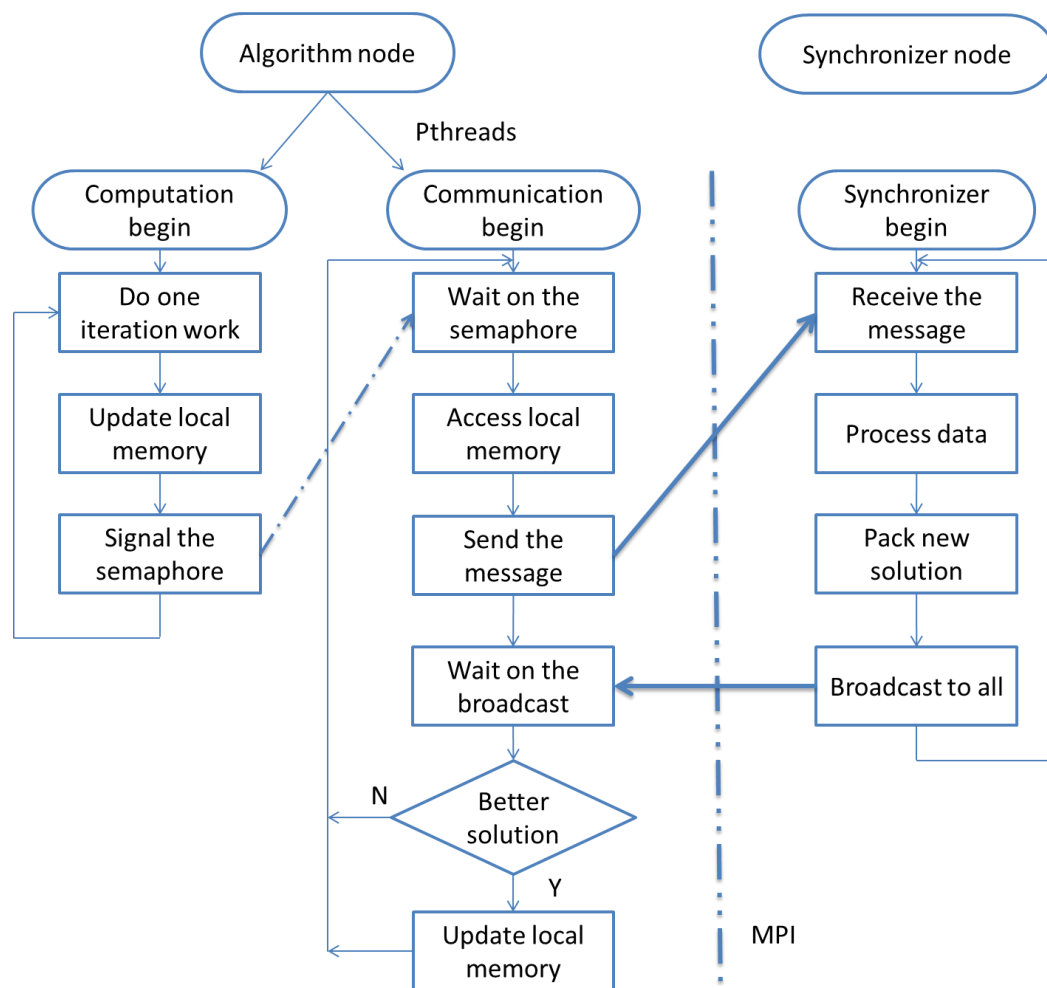 Algorithm node
Synchronizer node
Pthreads
Computation
begin
Communication
begin
Synchronizer
begin
Do one
iteration work
Wait on the
semaphore
Receive the
message
Update local
memory
Access local
memory
Process data
Signal the
semaphore
Send the
message
Pack new
solution
Wait on the
broadcast
Broadcast to all
N
Better
solution
Y
Update local
memory
MPI